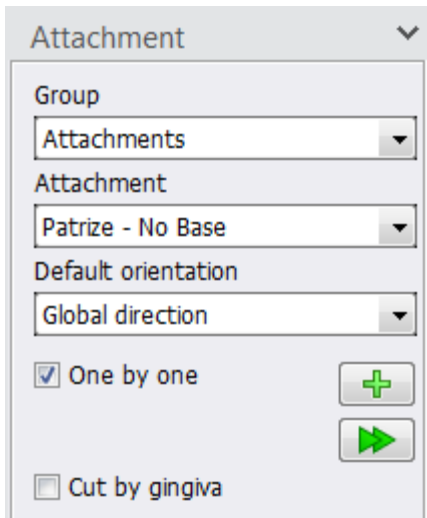 Attachment
Group
Attachments
Attachment
Patrize - No Base
Default orientation
Global direction
One by one
Cut by gingiva